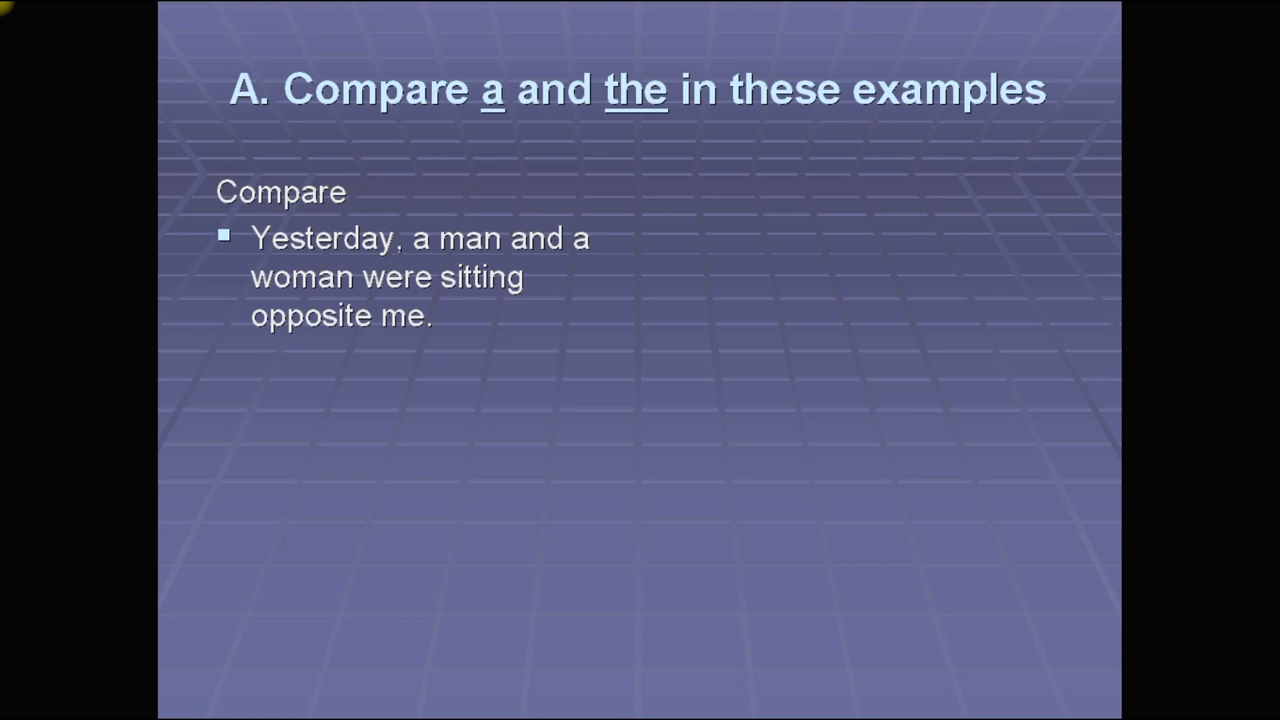 A. Compare a and the in these examples
Compare
Yesterday, a man and a
woman were sitting
opposite me.